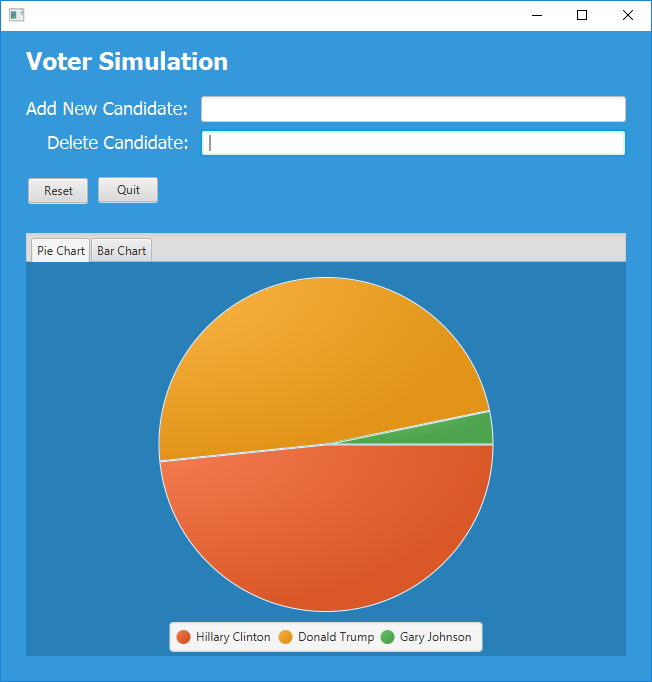 Voter Simulation
Add New Candidate:
Delete Candidate:
Reset Quit
Pie Chart Bar Chart
Hillary Clinton Donald Trump Gary Johnson